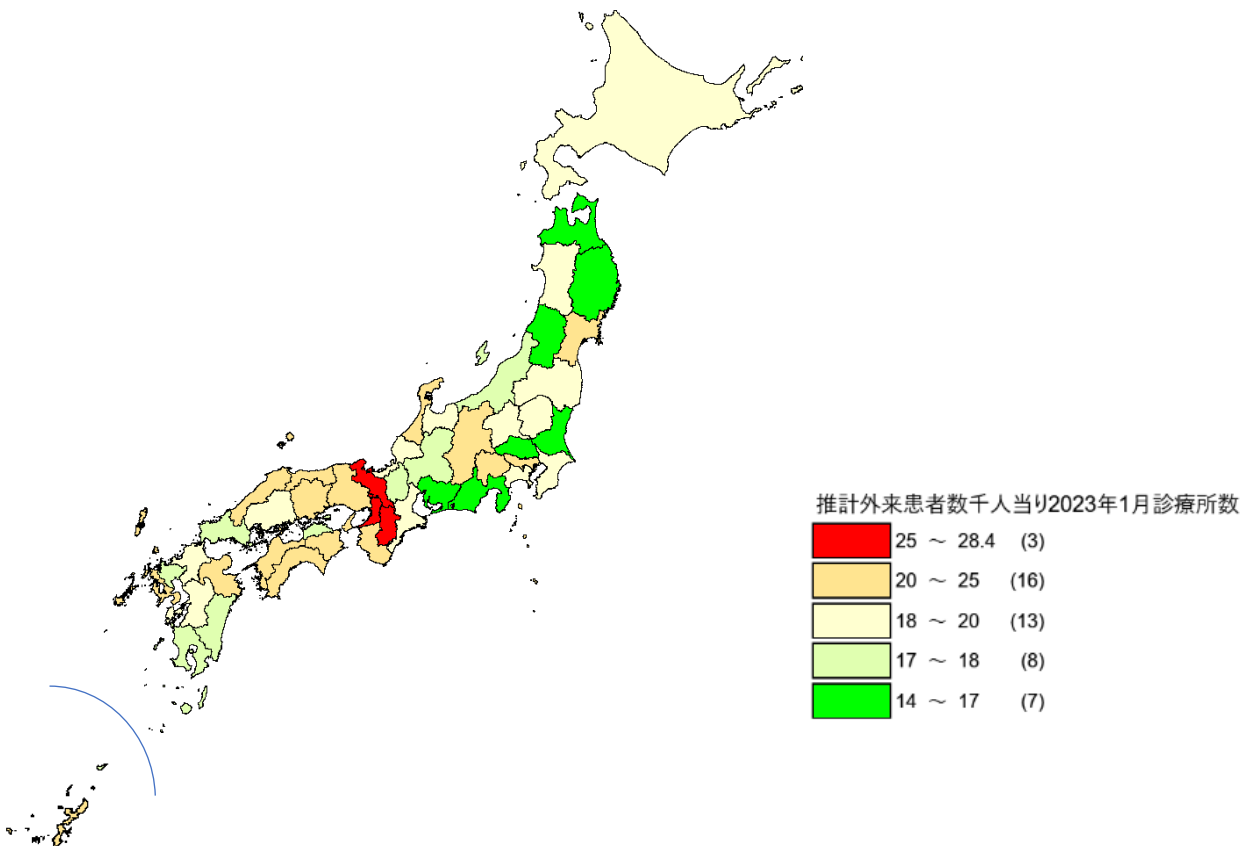 推計外来患者数千人当り2023年1月診療所数
25 ～ 28.4 (3)
20 ～ 25 (16)
18 ～ 20 (13)
17 ～ 18 (8)
14 ～ 17 (7)